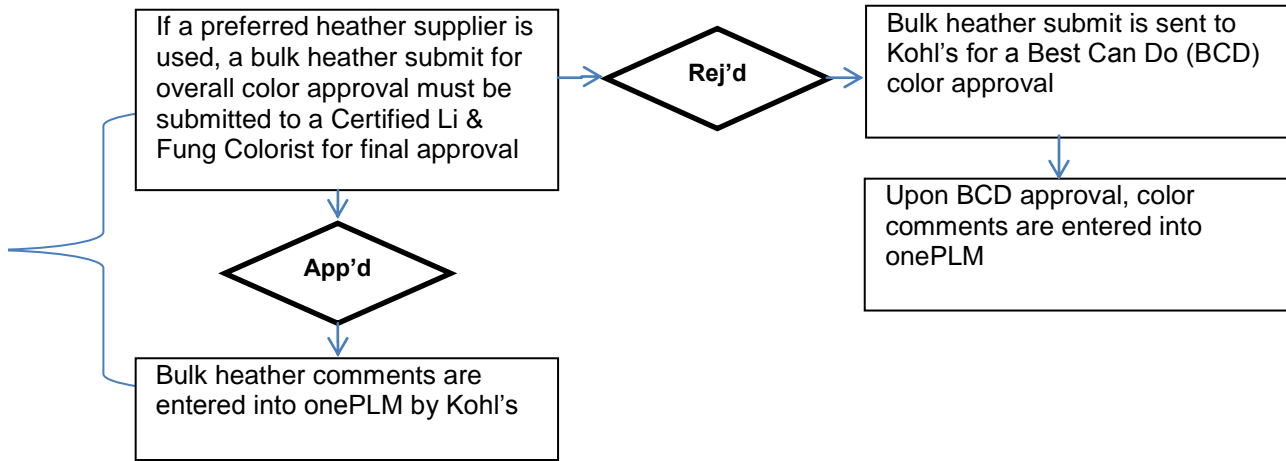 If a preferred heather supplier is
used, a bulk heather submit for
overall color approval must be
submitted to a Certified Li &
Fung Colorist for final approval
Rej’d
Bulk heather submit is sent to
Kohl’s for a Best Can Do (BCD)
color approval
Upon BCD approval, color
comments are entered into
onePLM
App’d
Bulk heather comments are
entered into onePLM by Kohl’s